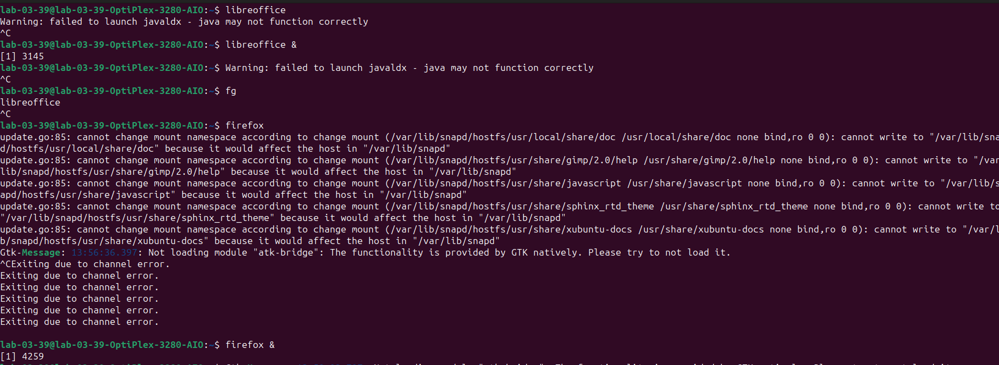 lab-03-39@lab-03-39-OptiPlex-3280-AIO:~$ libreoffice
Warning: failed to launch javaldx - java may not function correctly
^C
lab-03-39@lab-03-39-OptiPlex-3280-AIO:~$ libreoffice &
[1] 3145
lab-03-39@lab-03-39-OptiPlex-3280-AIO:~$ Warning: failed to launch javaldx - java may not function correctly
^C
lab-03-39@lab-03-39-OptiPlex-3280-AIO:~$ fg
libreoffice
^C
lab-03-39@lab-03-39-OptiPlex-3280-AIO:~$ firefox
update.go:85: cannot change mount namespace according to change mount (/var/lib/snapd/hostfs/usr/local/share/doc /usr/local/share/doc none bind,ro 0 0): cannot write to "/var/lib/sna
d/hostfs/usr/local/share/doc" because it would affect the host in "/var/lib/snapd"
update.go:85: cannot change mount namespace according to change mount (/var/lib/snapd/hostfs/usr/share/gimp/2.0/help /usr/share/gimp/2.0/help none bind,ro 0 0): cannot write to "/var
lib/snapd/hostfs/usr/share/gimp/2.0/help" because it would affect the host in "/var/lib/snapd"
update.go:85: cannot change mount namespace according to change mount (/var/lib/snapd/hostfs/usr/share/javascript /usr/share/javascript none bind,ro 0 0): cannot write to "/var/lib/s
apd/hostfs/usr/share/javascript" because it would affect the host in "/var/lib/snapd"
update.go:85: cannot change mount namespace according to change mount (/var/lib/snapd/hostfs/usr/share/sphinx_rtd_theme /usr/share/sphinx_rtd_theme none bind,ro 0 0): cannot write to
"/var/lib/snapd/hostfs/usr/share/sphinx_rtd_theme" because it would affect the host in "/var/lib/snapd"
update.go:85: cannot change mount namespace according to change mount (/var/lib/snapd/hostfs/usr/share/xubuntu-docs /usr/share/xubuntu-docs none bind,ro 0 0): cannot write to "/var/l
b/snapd/hostfs/usr/share/xubuntu-docs" because it would affect the host in "/var/lib/snapd"
Gtk-Message: 13:56:36.397: Not loading module "atk-bridge": The functionality is provided by GTK natively. Please try to not load it.
^CExiting due to channel error.
Exiting due to channel error.
Exiting due to channel error.
Exiting due to channel error.
Exiting due to channel error.
Exiting due to channel error.
lab-03-39@lab-03-39-OptiPlex-3280-AIO:~$ firefox &
[1] 4259